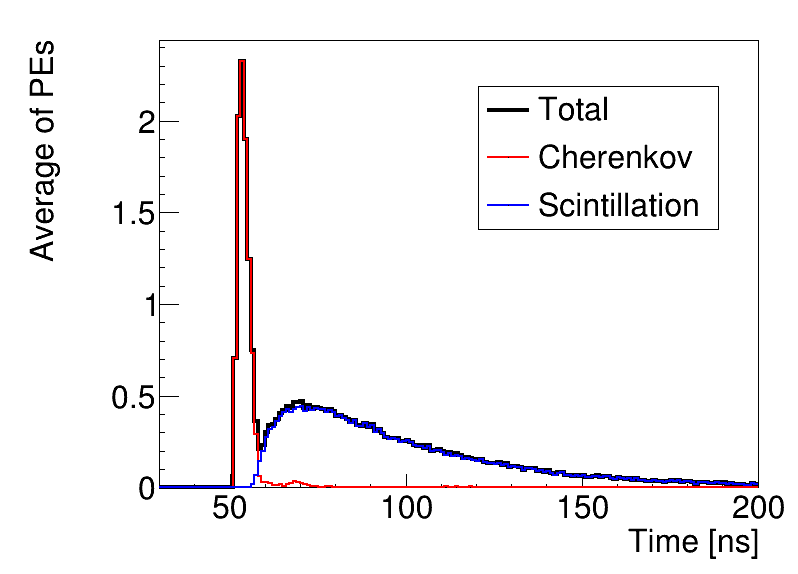 Average of PEs
2
1.5
1
0.5
0
Total
Cherenkov
Scintillation
50 100 150 200
Time [ns]